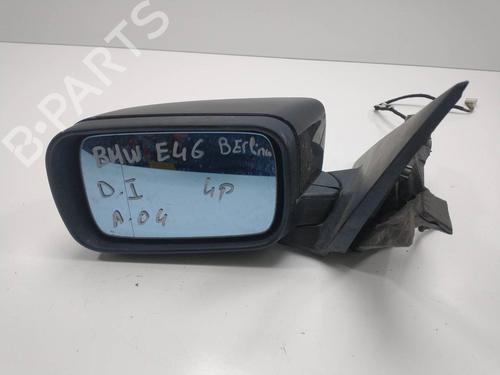 B-PARTS
BMW E46 Berlina
D.I 4P
A.04